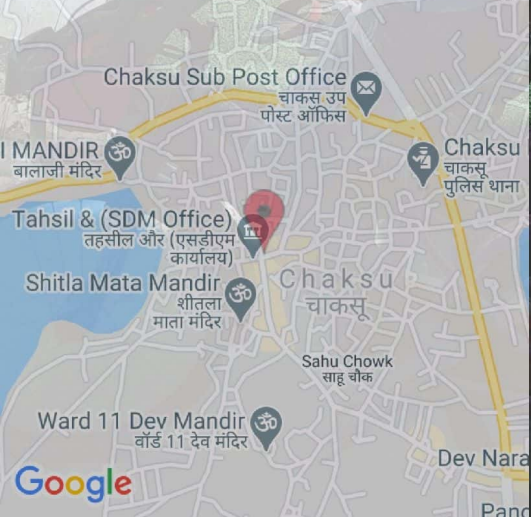 Chaksu Sub Post Office
चाकसू उप
पोस्ट ऑफिस
I MANDIR
बालाजी मंदिर
Chaksu
चाकसू
पुलिस थाना
Tahsil & (SDM Office)
तहसील और (एसडीएम
कार्यालय)
Shitla Mata Mandir
शीतला
माता मंदिर
Chaksu
चाकसू
Sahu Chowk
साहू चौक
Ward 11 Dev Mandir
वॉर्ड 11 देव मंदिर
Dev Nara
Google
Pand